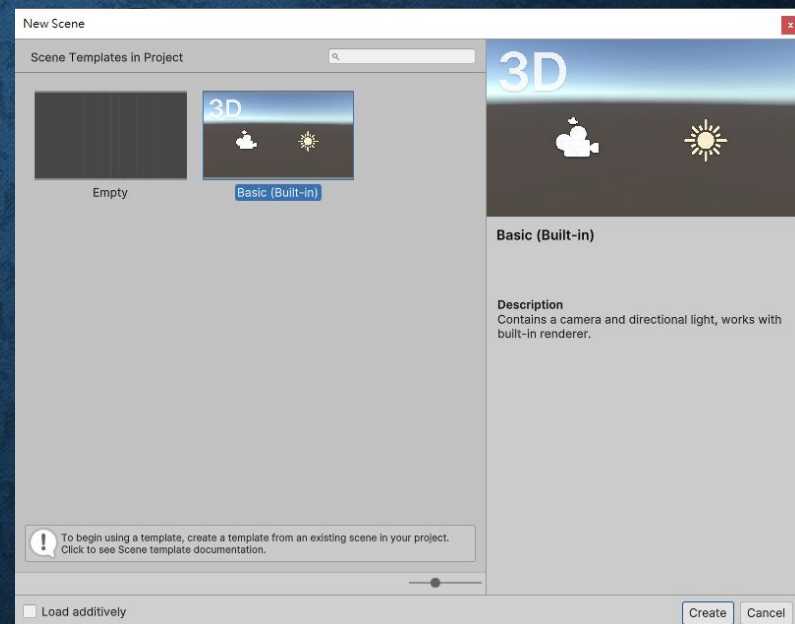 New Scene
x
Scene Templates in Project
3D
Empty
Basic (Built-in)
To begin using a template, create a template from an existing scene in your project.
Click to see Scene template documentation.
Load additively
3D
Basic (Built-in)
Description
Contains a camera and directional light, works with
built-in renderer.
Create
Cancel